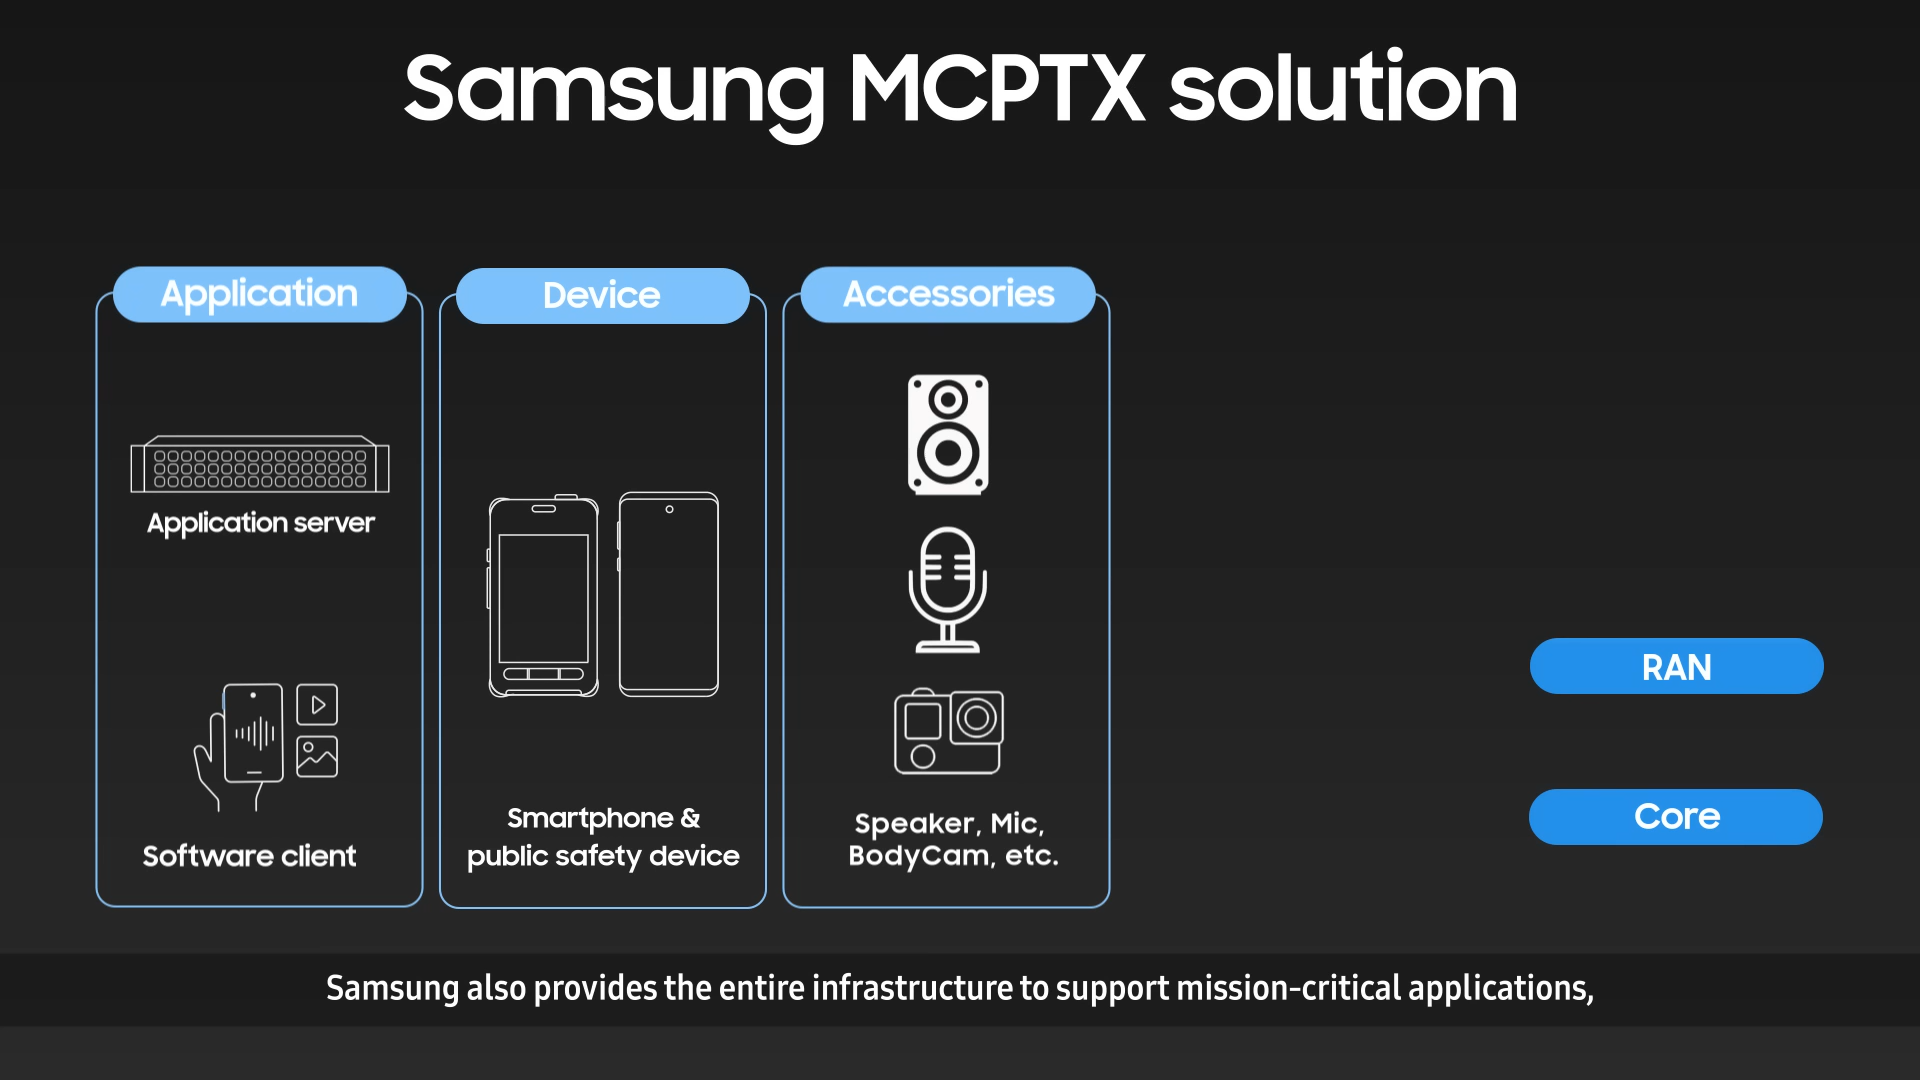 Samsung MCPTX solution
Application
Application server
Software client
Device
Smartphone &
public safety device
Accessories
Speaker, Mic,
BodyCam, etc.
RAN
Core
Samsung also provides the entire infrastructure to support mission-critical applications,